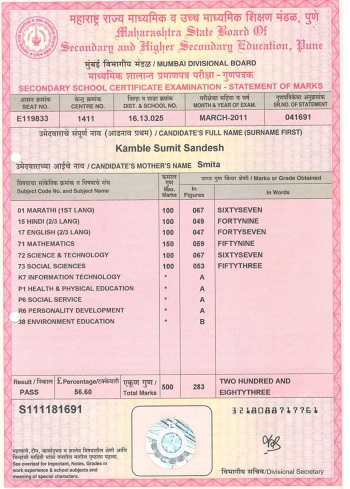 महाराष्ट्र राज्य माध्यमिक व उच्च माध्यमिक शिक्षण मंडळ, पुणे
Maharashtra State Board Of
Secondary and Higher Secondary Education, Pune
मुंबई विभागीय मंडळ / MUMBAI DIVISIONAL BOARD
माध्यमिक शालान्त प्रमाणपत्र परीक्षा - गुणपत्रक
SECONDARY SCHOOL CERTIFICATE EXAMINATION - STATEMENT OF MARKS
आसन क्रमांक केन्द्र क्रमांक जिल्हा व शाळा क्रमांक परीक्षेचा महिना व वर्ष गुणपत्रिका अनुक्रमांक
SEAT NO. CENTRE NO. DIST. & SCHOOL NO. MONTH & YEAR OF EXAM. SR.NO. OF STATEMENT
E119833 1411 16.13.025 MARCH-2011 041691
उमेदवाराचे संपूर्ण नाव (आडनाव प्रथम) / CANDIDATE'S FULL NAME (SURNAME FIRST)
Kamble Sumit Sandesh
उमेदवाराच्या आईचे नाव / CANDIDATE'S MOTHER'S NAME Smita
विषयाचा सांकेतिक क्रमांक व विषयाचे नांव
Subject Code No. and Subject Name
कमाल गुण
Max. Marks
प्राप्त गुण किंवा श्रेणी / Marks or Grade Obtained
In Figures In Words
01 MARATHI (1ST LANG) 100 067 SIXTYSEVEN
15 HINDI (2/3 LANG) 100 049 FORTYNINE
17 ENGLISH (2/3 LANG) 100 047 FORTYSEVEN
71 MATHEMATICS 150 059 FIFTYNINE
72 SCIENCE & TECHNOLOGY 100 067 SIXTYSEVEN
73 SOCIAL SCIENCES 100 053 FIFTYTHREE
K7 INFORMATION TECHNOLOGY * A
P1 HEALTH & PHYSICAL EDUCATION * A
P6 SOCIAL SERVICE * A
R6 PERSONALITY DEVELOPMENT * A
38 ENVIRONMENT EDUCATION * B
Result / निकाल £.Percentage/टक्केवारी एकूण गुण / 500 283 TWO HUNDRED AND
PASS 56.60 Total Marks EIGHTYTHREE
S111181691
3218088717761
See overleaf for Important, Notes, Grades in
work experience & school subjects and
meaning of special characters.
विभागीय सचिव/Divisional Secretary